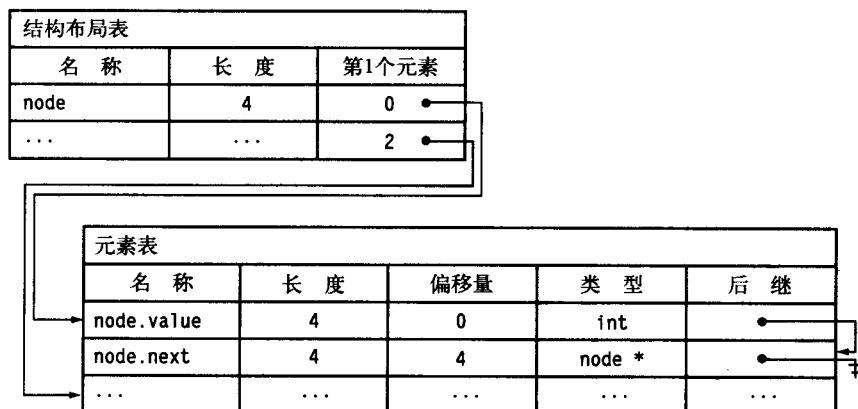 结构布局表
名 称 长 度 第1个元素
node 4 0
... ... 2
元素表
名 称 长 度 偏移量 类 型 后 继
node.value 4 0 int
node.next 4 4 node *
... ... ... ... ...